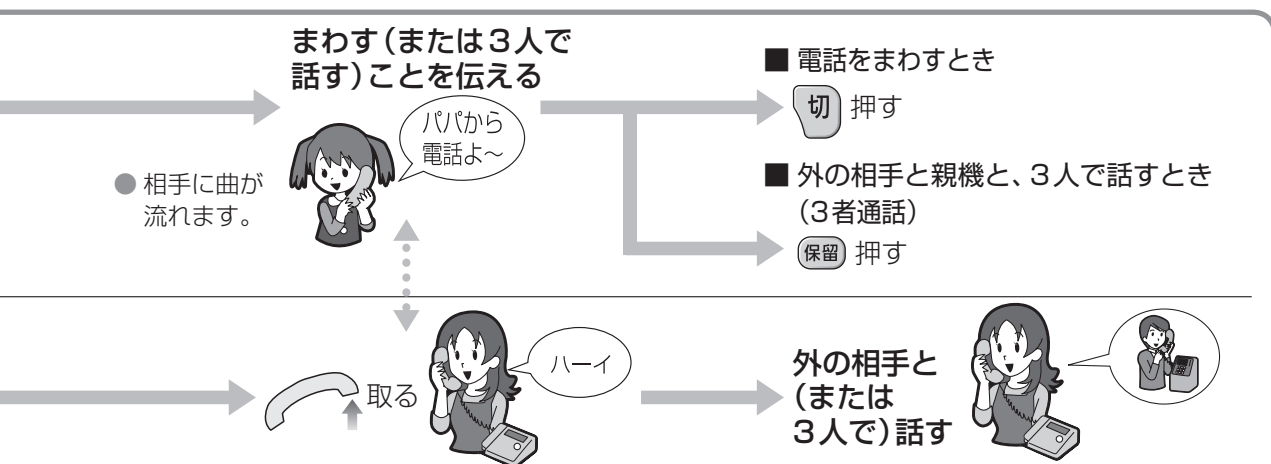 まわす(または3人で
話す)ことを伝える
● 相手に曲が
流れます。
パパから
電話よ〜
■ 電話をまわすとき
切 押す
■ 外の相手と親機と、3人で話すとき
(3者通話)
保留 押す
取る
ハーイ
外の相手と
(または
3人で)話す